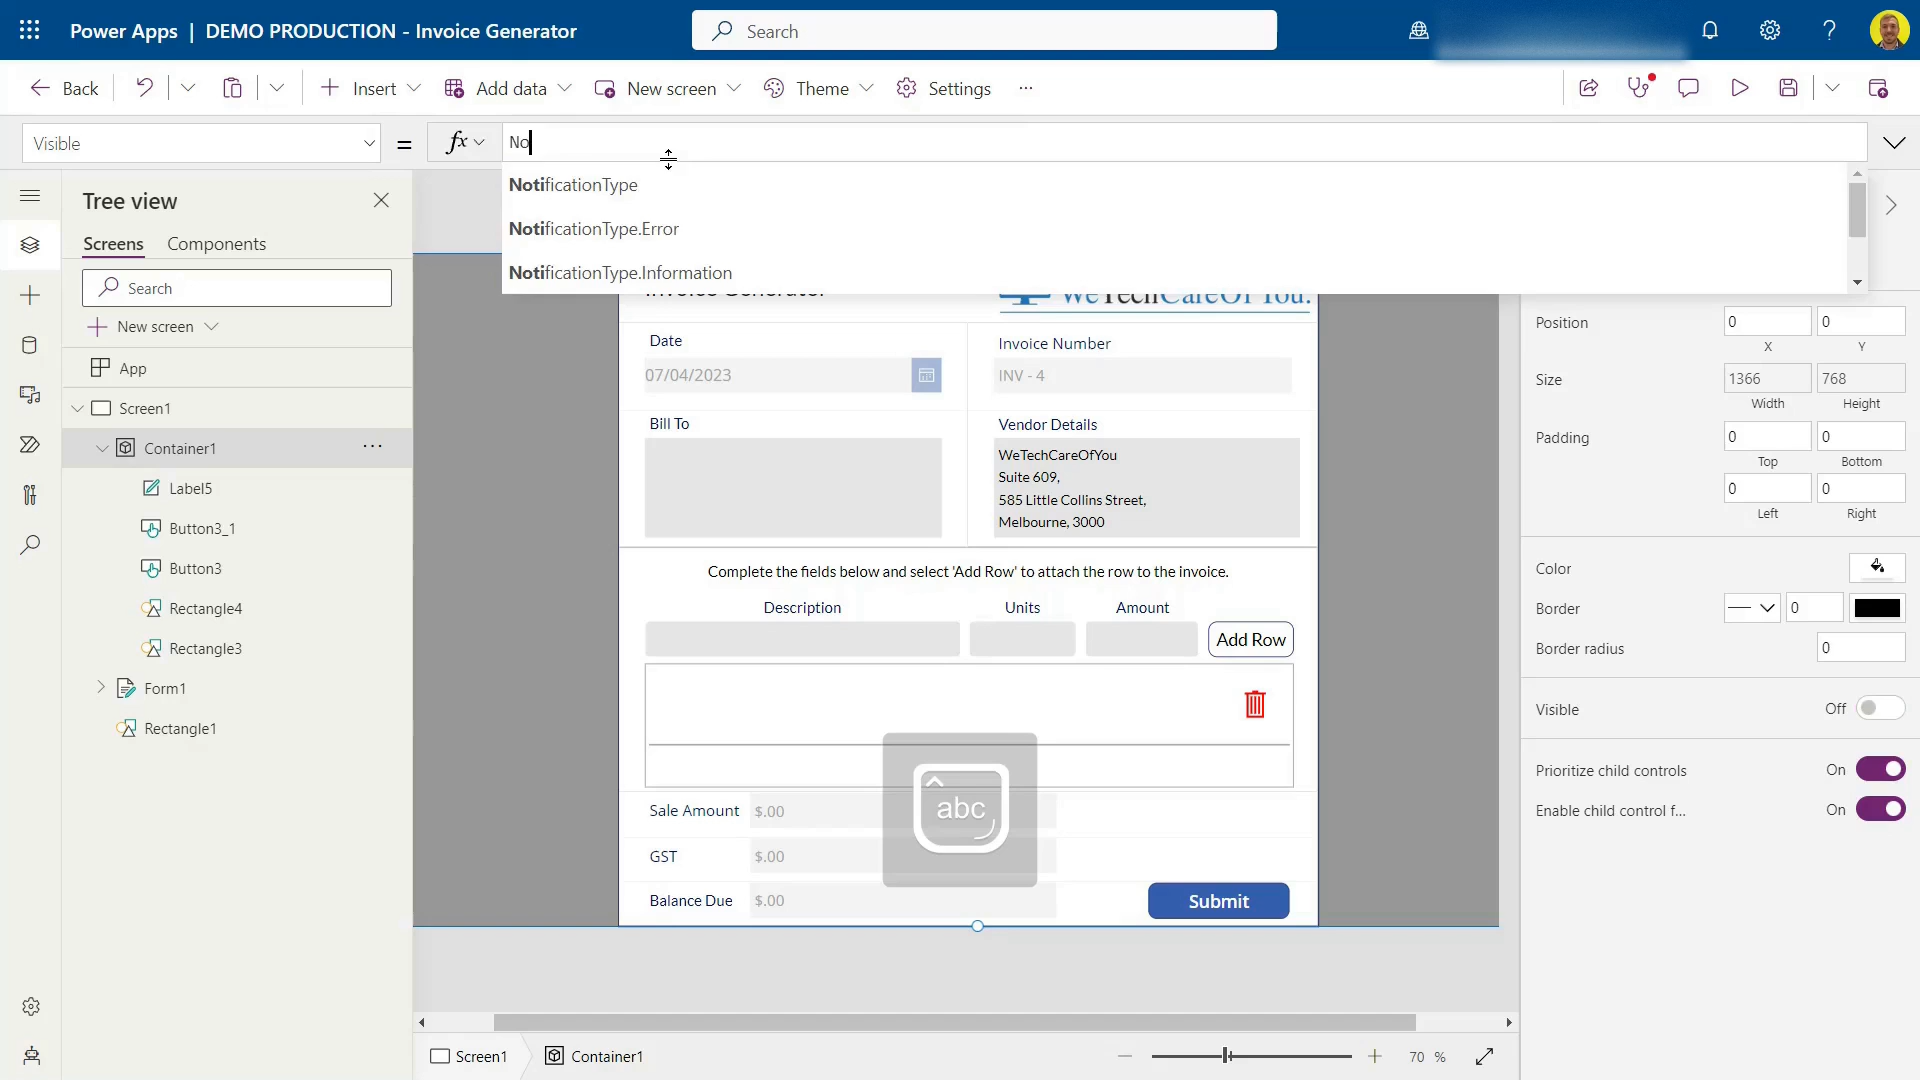 Power Apps | DEMO PRODUCTION - Invoice Generator
Search
Back
Insert
Add data
New screen
Theme
Settings
...
Visible
=
fx
No
NotificationType
NotificationType.Error
NotificationType.Information
Tree view
Screens
Components
Search
New screen
App
Screen1
Container1
...
Label5
Button3_1
Button3
Rectangle4
Rectangle3
Form1
Rectangle1
Invoice Generator
WeTechCareOfYou.
Date
07/04/2023
Invoice Number
INV - 4
Bill To
Vendor Details
WeTechCareOfYou
Suite 609,
585 Little Collins Street,
Melbourne, 3000
Complete the fields below and select 'Add Row' to attach the row to the invoice.
Description
Units
Amount
Add Row
Sale Amount
$.00
GST
$.00
Balance Due
$.00
Submit
abc
Position
0
0
X
Y
Size
1366
768
Width
Height
Padding
0
0
Top
Bottom
0
0
Left
Right
Color
Border
0
Border radius
0
Visible
Off
Prioritize child controls
On
Enable child control f...
On
Screen1
Container1
70 %